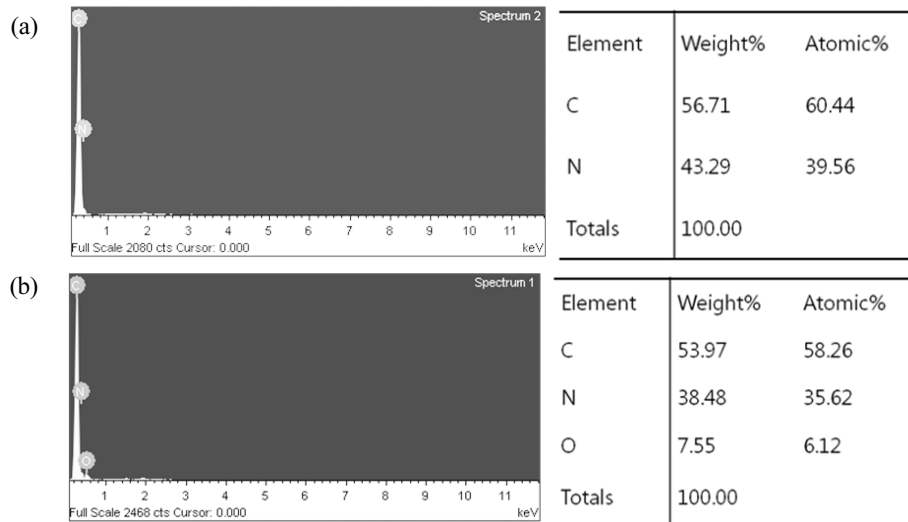 (a)
Spectrum 2
C
N
1 2 3 4 5 6 7 8 9 10 11
Full Scale 2080 cts Cursor: 0.000 keV
Element Weight% Atomic%
C 56.71 60.44
N 43.29 39.56
Totals 100.00
(b)
Spectrum 1
C
N
O
1 2 3 4 5 6 7 8 9 10 11
Full Scale 2468 cts Cursor: 0.000 keV
Element Weight% Atomic%
C 53.97 58.26
N 38.48 35.62
O 7.55 6.12
Totals 100.00